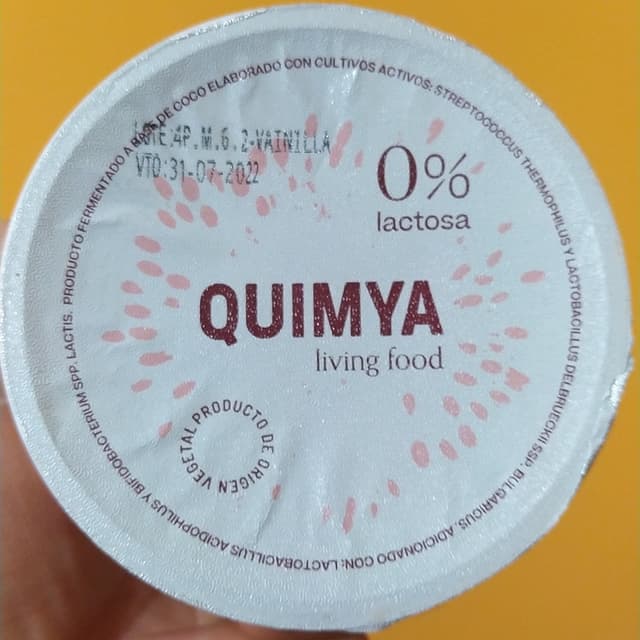 PRODUCTO FERMENTADO A BASE DE COCO ELABORADO CON CULTIVOS ACTIVOS: STREPTOCOCCUS THERMOPHILUS Y LACTOBACILLUS DELBRUECKII SSP. BULGARICUS. ADICIONADO CON: LACTOBACILLUS ACIDOPHILUS Y BIFIDOBACTERIUM SPP. LACTIS.
LOTE:4P.M.6.2-VAINILLA
VTO:31-07-2022
0%
lactosa
QUIMYA
living food
PRODUCTO DE ORIGEN VEGETAL